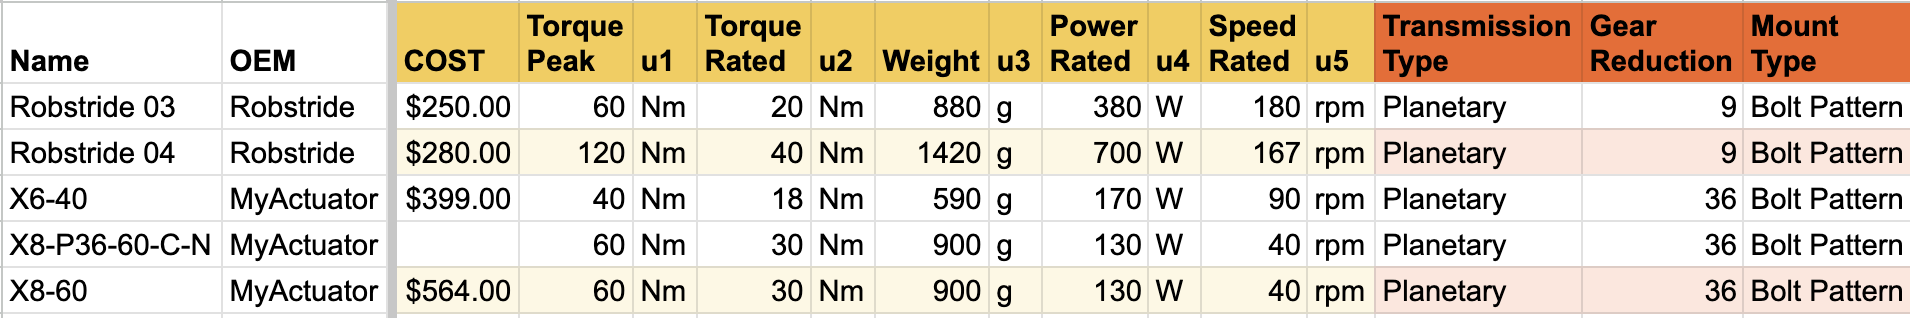 Name OEM COST Torque Peak u1 Torque Rated u2 Weight u3 Power Rated u4 Speed Rated u5 Transmission Type Gear Reduction Mount Type
Robstride 03 Robstride $250.00 60 Nm 20 Nm 880 g 380 W 180 rpm Planetary 9 Bolt Pattern
Robstride 04 Robstride $280.00 120 Nm 40 Nm 1420 g 700 W 167 rpm Planetary 9 Bolt Pattern
X6-40 MyActuator $399.00 40 Nm 18 Nm 590 g 170 W 90 rpm Planetary 36 Bolt Pattern
X8-P36-60-C-N MyActuator 60 Nm 30 Nm 900 g 130 W 40 rpm Planetary 36 Bolt Pattern
X8-60 MyActuator $564.00 60 Nm 30 Nm 900 g 130 W 40 rpm Planetary 36 Bolt Pattern